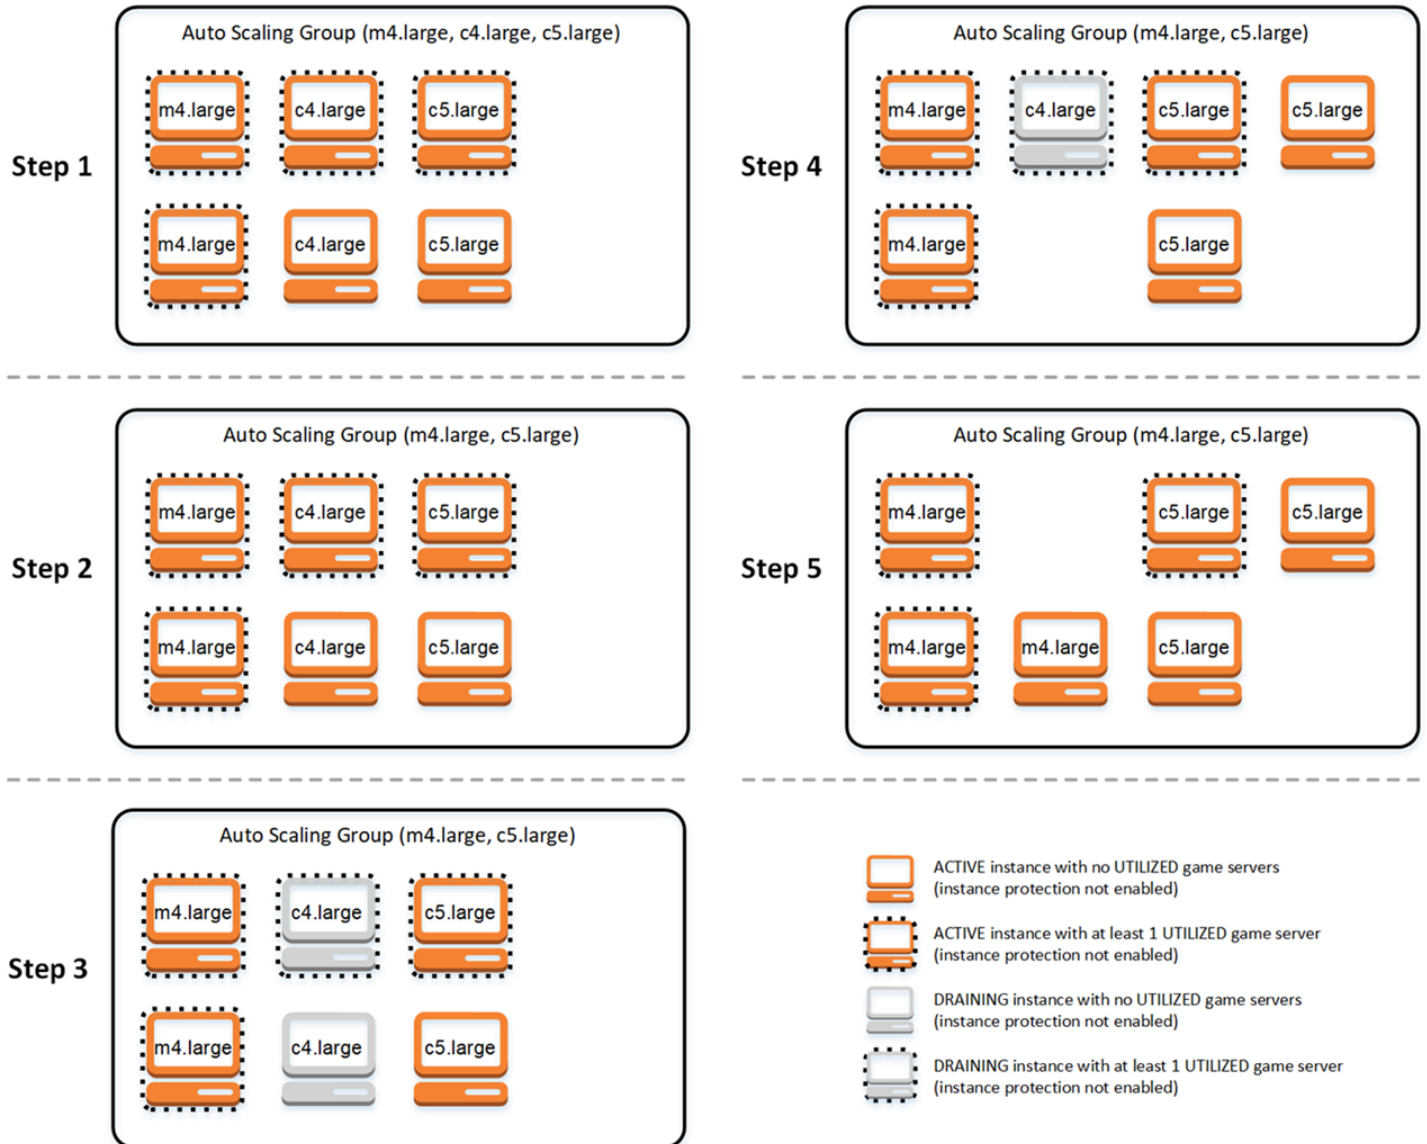 Step 1
Auto Scaling Group (m4.large, c4.large, c5.large)
m4.large c4.large c5.large
m4.large c4.large c5.large
Step 2
Auto Scaling Group (m4.large, c5.large)
m4.large c4.large c5.large
m4.large c4.large c5.large
Step 3
Auto Scaling Group (m4.large, c5.large)
m4.large c4.large c5.large
m4.large c4.large c5.large
Step 4
Auto Scaling Group (m4.large, c5.large)
m4.large c4.large c5.large c5.large
m4.large c5.large
Step 5
Auto Scaling Group (m4.large, c5.large)
m4.large c5.large c5.large
m4.large m4.large c5.large
ACTIVE instance with no UTILIZED game servers
(instance protection not enabled)
ACTIVE instance with at least 1 UTILIZED game server
(instance protection not enabled)
DRAINING instance with no UTILIZED game servers
(instance protection not enabled)
DRAINING instance with at least 1 UTILIZED game server
(instance protection not enabled)